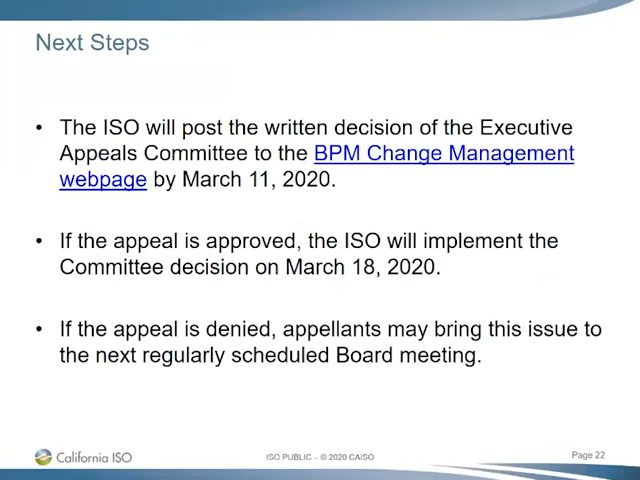 Next Steps
• The ISO will post the written decision of the Executive
Appeals Committee to the BPM Change Management
webpage by March 11, 2020.
• If the appeal is approved, the ISO will implement the
Committee decision on March 18, 2020.
• If the appeal is denied, appellants may bring this issue to
the next regularly scheduled Board meeting.
California ISO
ISO PUBLIC – © 2020 CAISO
Page 22